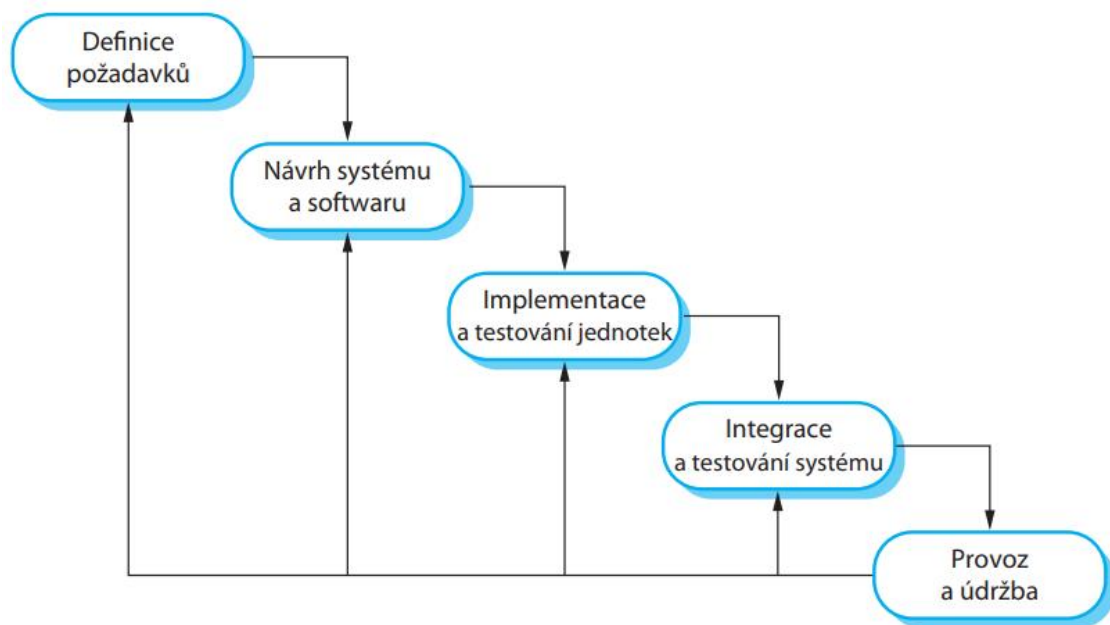 Definice
požadavků
Návrh systému
a softwaru
Implementace
a testování jednotek
Integrace
a testování systému
Provoz
a údržba